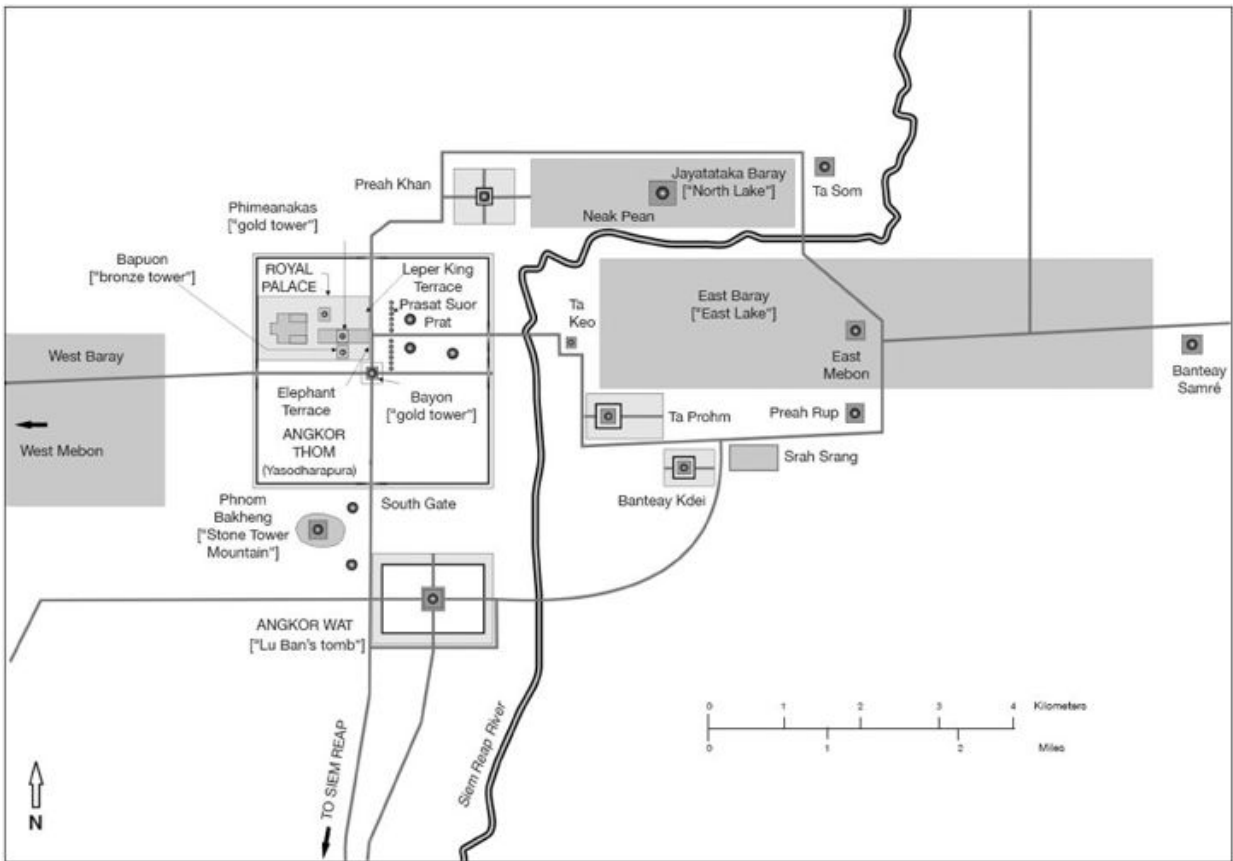 Preah Khan
Jayatataka Baray
["North Lake"]
Neak Pean
Ta Som
Phimeanakas
["gold tower"]
Bapuon
["bronze tower"]
ROYAL
PALACE
Leper King
Terrace
Prasat Suor
Prat
Ta
Keo
East Baray
["East Lake"]
East
Mebon
Banteay
Samré
West Baray
West Mebon
Elephant
Terrace
Bayon
["gold tower"]
ANGKOR
THOM
(Yasodharapura)
Ta Prohm
Preah Rup
Srah Srang
Banteay Kdei
South Gate
Phnom
Bakheng
["Stone Tower
Mountain"]
ANGKOR WAT
["Lu Ban's tomb"]
TO SIEM REAP
Siem Reap River
0 1 2 3 4 Kilometers
0 1 2 Miles
N